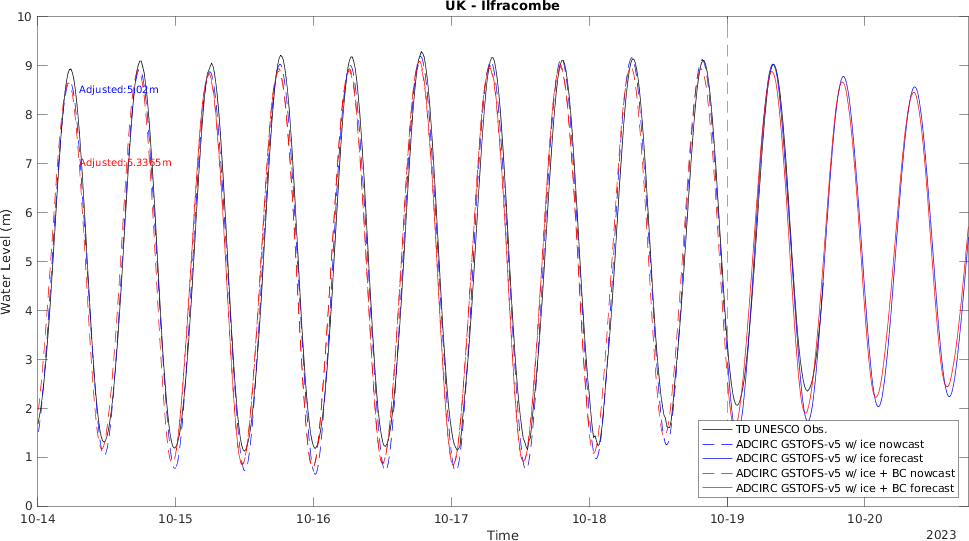 UK - Ilfracombe
10
9
8
7
6
5
4
3
2
1
0
Water Level (m)
Adjusted:5.02m
Adjusted:5.3365m
TD UNESCO Obs.
ADCIRC GSTOFS-v5 w/ ice nowcast
ADCIRC GSTOFS-v5 w/ ice forecast
ADCIRC GSTOFS-v5 w/ ice + BC nowcast
ADCIRC GSTOFS-v5 w/ ice + BC forecast
10-14 10-15 10-16 10-17 10-18 10-19 10-20
Time
2023